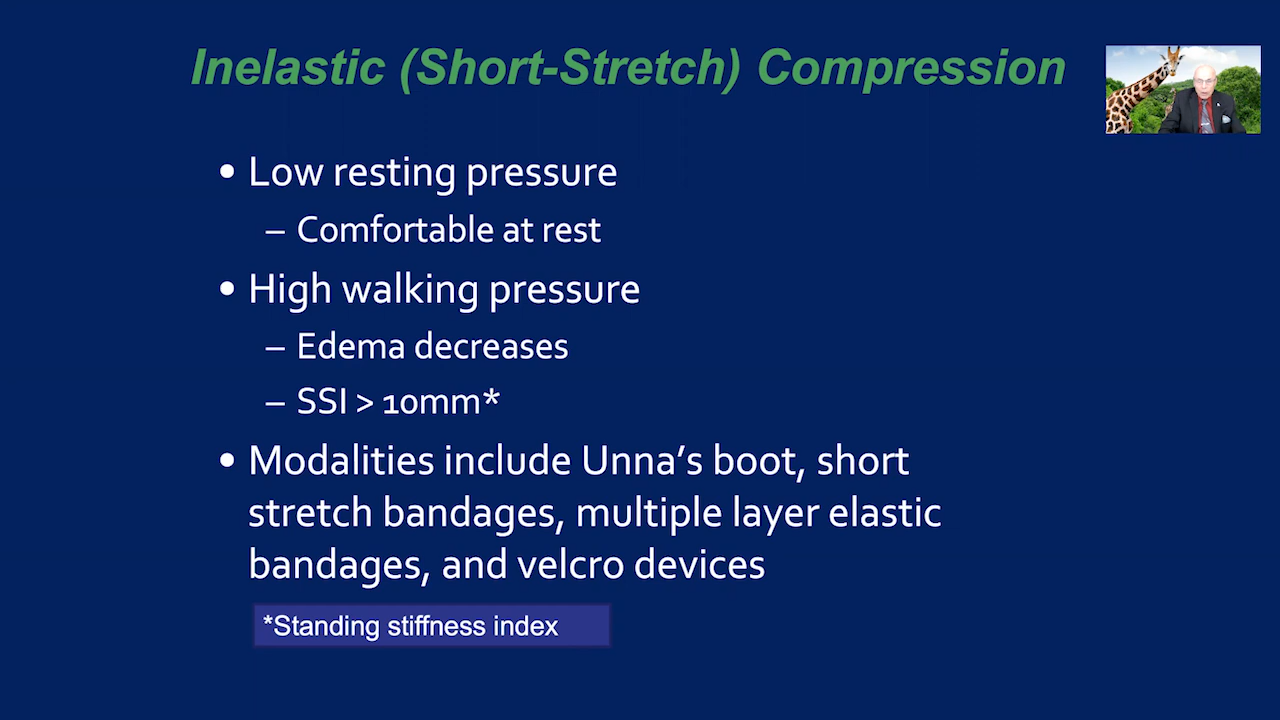 Inelastic (Short-Stretch) Compression
• Low resting pressure
– Comfortable at rest
• High walking pressure
– Edema decreases
– SSI > 10mm*
• Modalities include Unna’s boot, short
stretch bandages, multiple layer elastic
bandages, and velcro devices
*Standing stiffness index